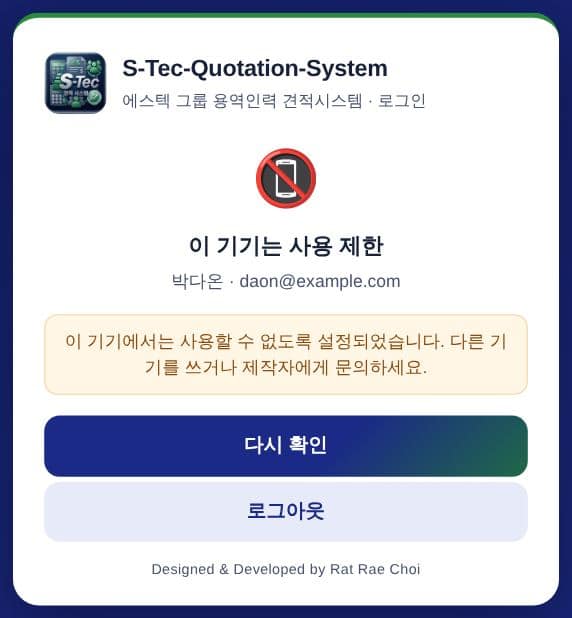 S-Tec
S-Tec-Quotation-System
에스텍 그룹 용역인력 견적시스템 · 로그인
이 기기는 사용 제한
박다온 · daon@example.com
이 기기에서는 사용할 수 없도록 설정되었습니다. 다른 기
기를 쓰거나 제작자에게 문의하세요.
다시 확인
로그아웃
Designed & Developed by Rat Rae Choi